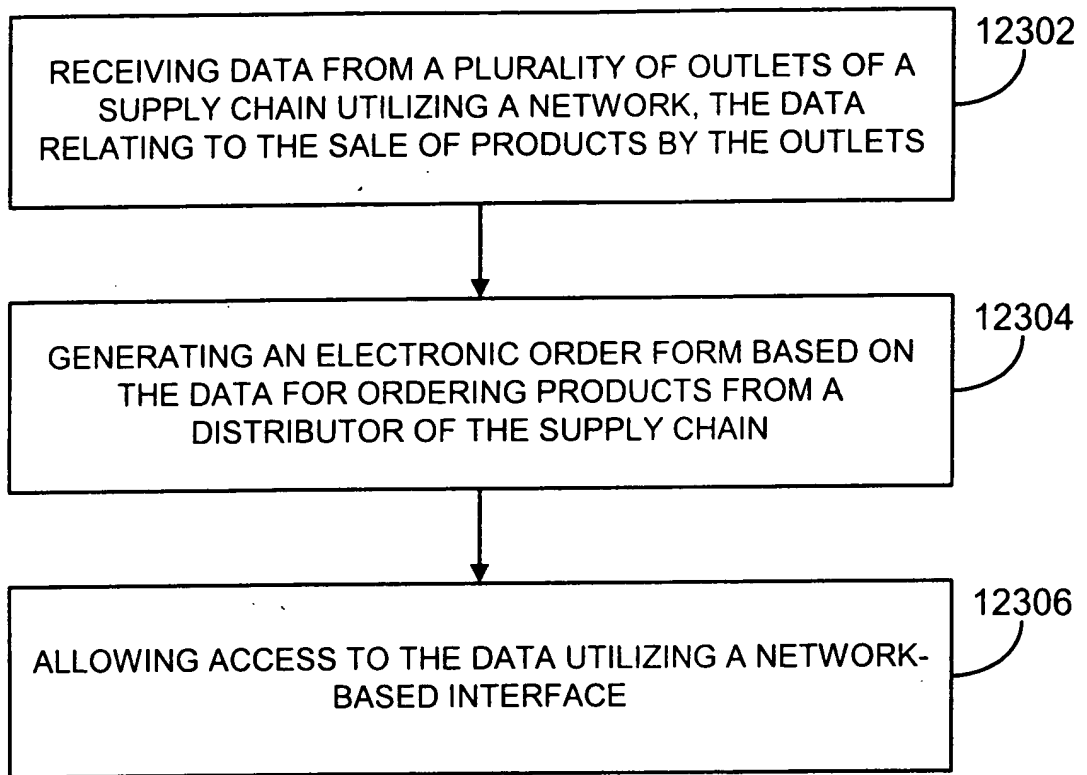 12302
RECEIVING DATA FROM A PLURALITY OF OUTLETS OF A
SUPPLY CHAIN UTILIZING A NETWORK, THE DATA
RELATING TO THE SALE OF PRODUCTS BY THE OUTLETS
12304
GENERATING AN ELECTRONIC ORDER FORM BASED ON
THE DATA FOR ORDERING PRODUCTS FROM A
DISTRIBUTOR OF THE SUPPLY CHAIN
12306
ALLOWING ACCESS TO THE DATA UTILIZING A NETWORK-
BASED INTERFACE